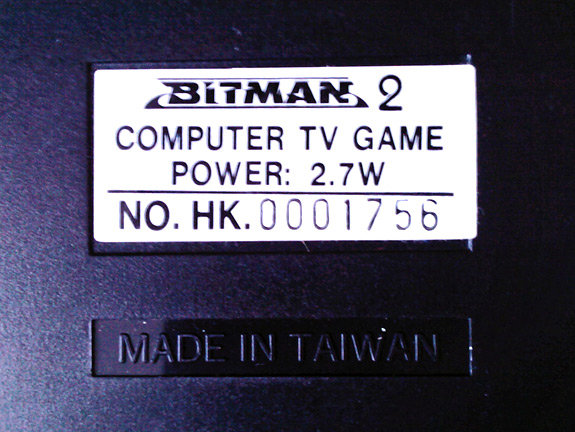 BITMAN 2
COMPUTER TV GAME
POWER: 2.7W
NO. HK. 0001756
MADE IN TAIWAN